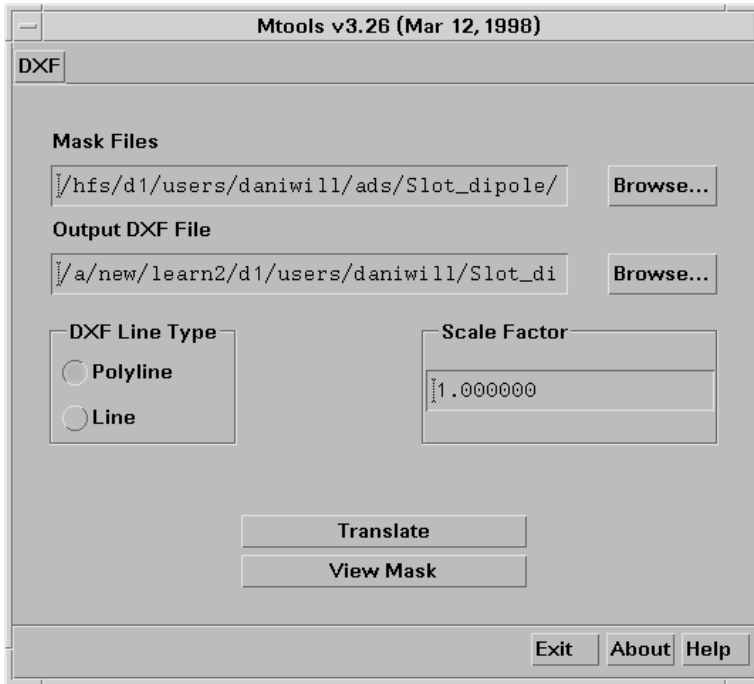 Mtools v3.26 (Mar 12, 1998)
DXF
Mask Files
/hfs/d1/users/daniwill/ads/Slot_dipole/
Browse...
Output DXF File
/a/new/learn2/d1/users/daniwill/Slot_di
Browse...
DXF Line Type
Polyline
Line
Scale Factor
1.000000
Translate
View Mask
Exit
About
Help